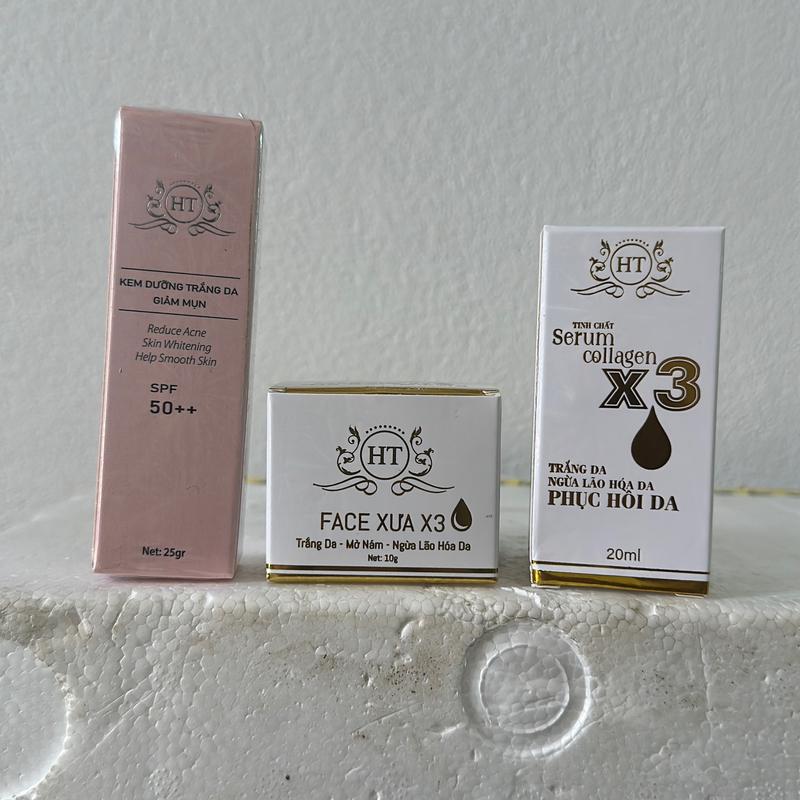 HT
KEM DƯỠNG TRẮNG DA
GIẢM MỤN
Reduce Acne
Skin Whitening
Help Smooth Skin
SPF
50++
Net: 25gr
HT
FACE XƯA X3
Trắng Da - Mờ Nám - Ngừa Lão Hóa Da
Net: 10g
HT
TINH CHẤT
Serum
collagen
X3
TRẮNG DA
NGỪA LÃO HÓA DA
PHỤC HỒI DA
20ml